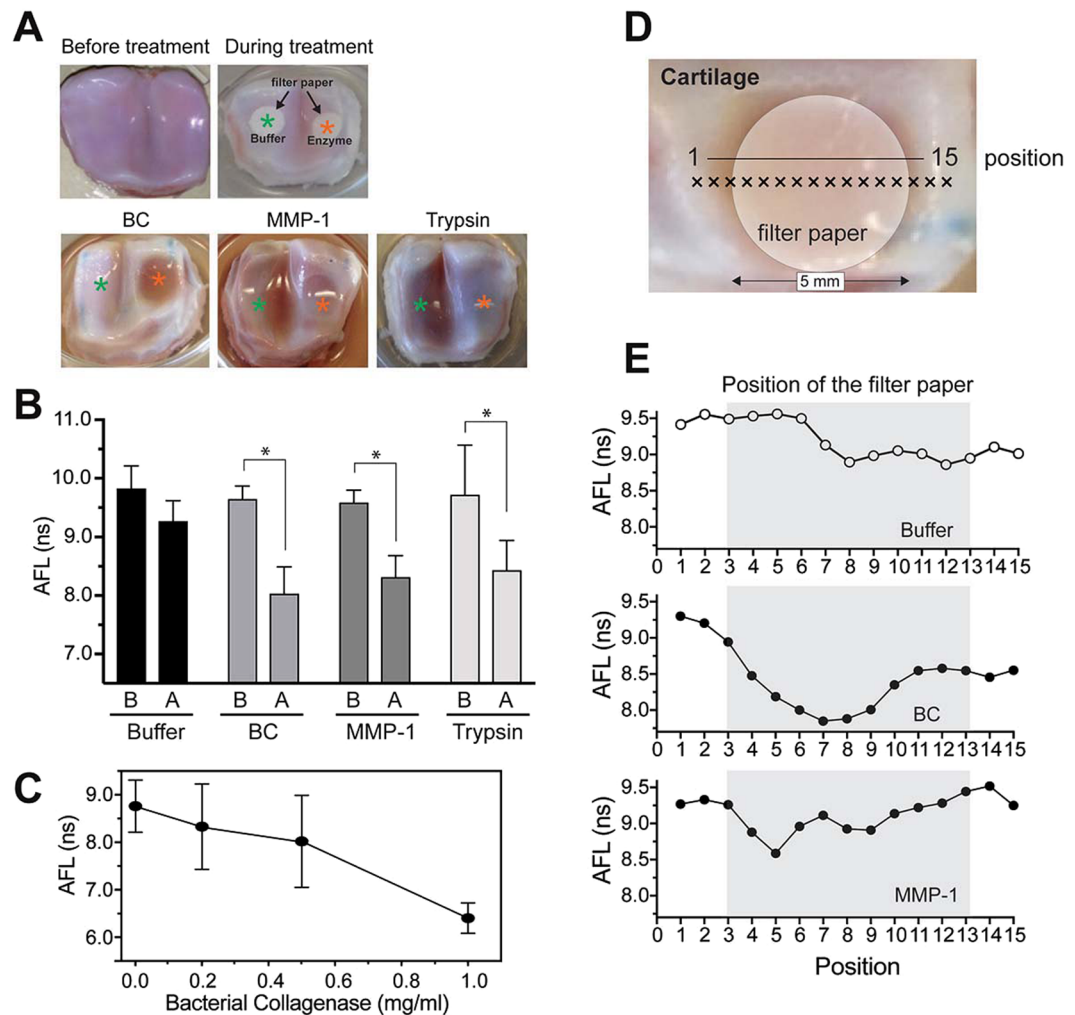 A
Before treatment
During treatment
filter paper
*
*
Buffer
Enzyme
BC
MMP-1
Trypsin
*
*
*
*
*
*
B
AFL (ns)
11.0
10.0
9.0
8.0
7.0
*
*
*
B
A
B
A
B
A
B
A
Buffer
BC
MMP-1
Trypsin
C
AFL (ns)
9.0
8.0
7.0
6.0
0.0
0.2
0.4
0.6
0.8
1.0
Bacterial Collagenase (mg/ml)
D
Cartilage
1
15
position
×××××××××××××××
filter paper
5 mm
E
Position of the filter paper
AFL (ns)
9.5
9.0
8.5
8.0
Buffer
0 1 2 3 4 5 6 7 8 9 10 11 12 13 14 15
AFL (ns)
9.5
9.0
8.5
8.0
BC
0 1 2 3 4 5 6 7 8 9 10 11 12 13 14 15
AFL (ns)
9.5
9.0
8.5
8.0
MMP-1
0 1 2 3 4 5 6 7 8 9 10 11 12 13 14 15
Position